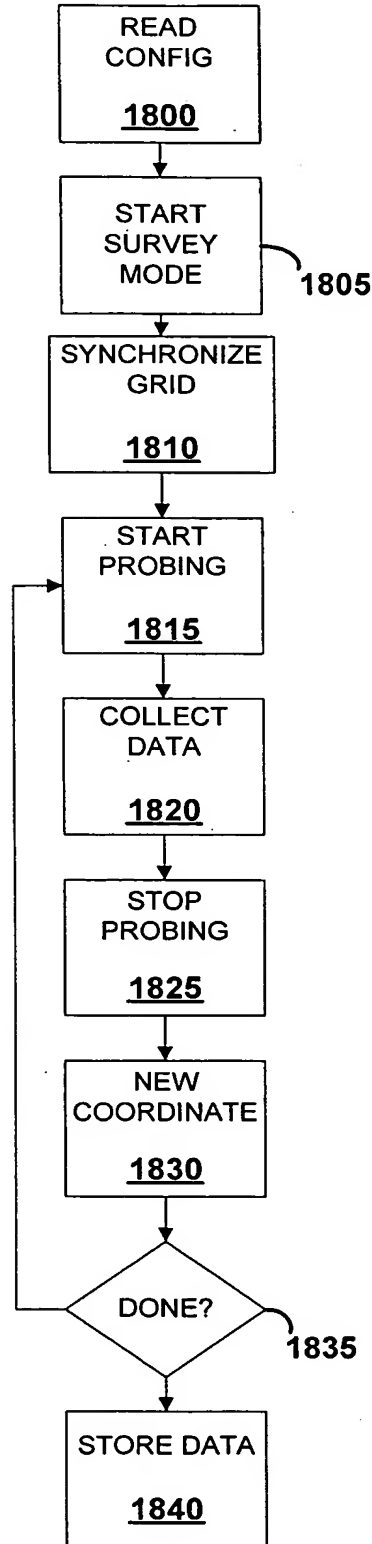 READ
CONFIG
1800
START
SURVEY
MODE
1805
SYNCHRONIZE
GRID
1810
START
PROBING
1815
COLLECT
DATA
1820
STOP
PROBING
1825
NEW
COORDINATE
1830
DONE?
1835
STORE DATA
1840